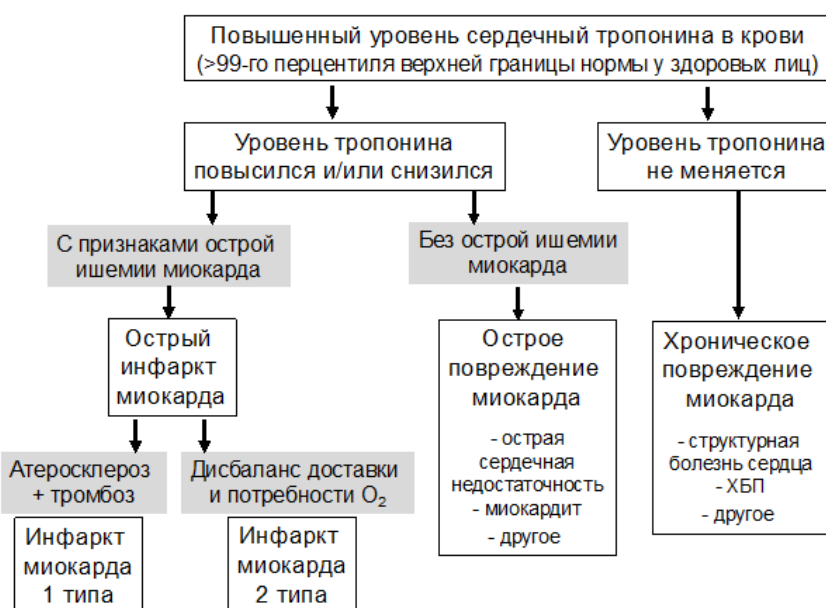 Повышенный уровень сердечный тропонина в крови
(>99-го перцентиля верхней границы нормы у здоровых лиц)
Уровень тропонина
повысился и/или снизился
Уровень тропонина
не меняется
С признаками острой
ишемии миокарда
Без острой ишемии
миокарда
Острый
инфаркт
миокарда
Острое
повреждение
миокарда
- острая
сердечная
недостаточность
- миокардит
- другое
Хроническое
повреждение
миокарда
- структурная
болезнь сердца
- ХБП
- другое
Атеросклероз
+ тромбоз
Дисбаланс доставки
и потребности O₂
Инфаркт
миокарда
1 типа
Инфаркт
миокарда
2 типа